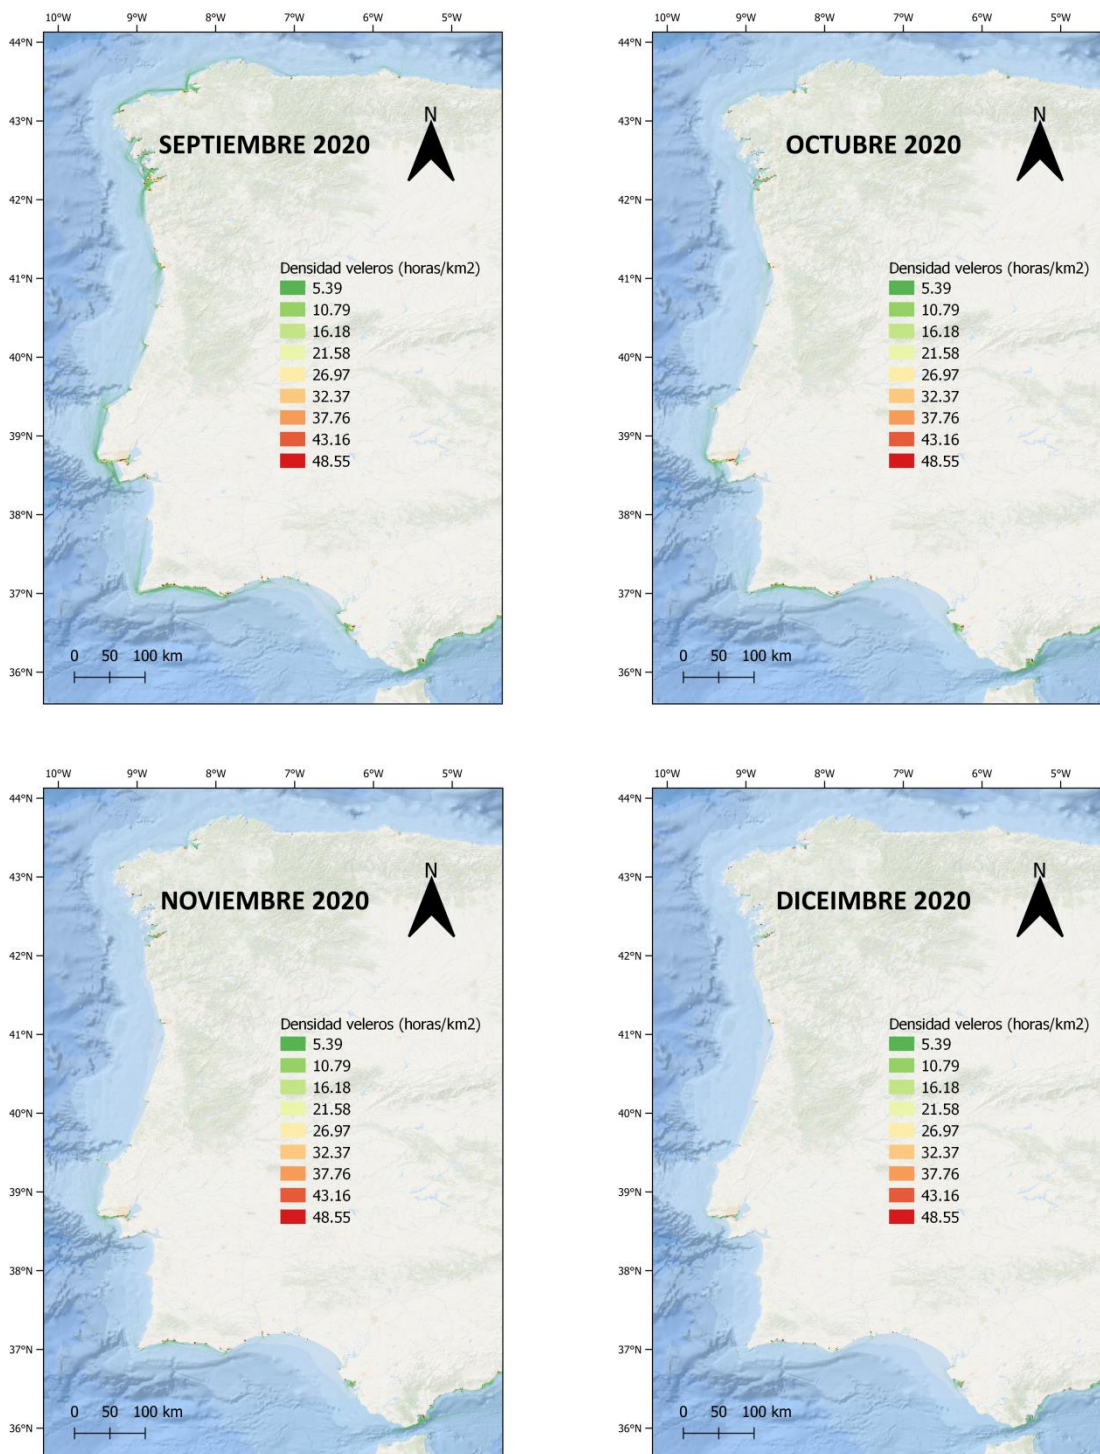 10°W 9°W 8°W 7°W 6°W 5°W
44°N
43°N
42°N
41°N
40°N
39°N
38°N
37°N
36°N
N
SEPTIEMBRE 2020
Densidad veleros (horas/km2)
5.39
10.79
16.18
21.58
26.97
32.37
37.76
43.16
48.55
0 50 100 km
10°W 9°W 8°W 7°W 6°W 5°W
44°N
43°N
42°N
41°N
40°N
39°N
38°N
37°N
36°N
N
OCTUBRE 2020
Densidad veleros (horas/km2)
5.39
10.79
16.18
21.58
26.97
32.37
37.76
43.16
48.55
0 50 100 km
10°W 9°W 8°W 7°W 6°W 5°W
44°N
43°N
42°N
41°N
40°N
39°N
38°N
37°N
36°N
N
NOVIEMBRE 2020
Densidad veleros (horas/km2)
5.39
10.79
16.18
21.58
26.97
32.37
37.76
43.16
48.55
0 50 100 km
10°W 9°W 8°W 7°W 6°W 5°W
44°N
43°N
42°N
41°N
40°N
39°N
38°N
37°N
36°N
N
DICEIMBRE 2020
Densidad veleros (horas/km2)
5.39
10.79
16.18
21.58
26.97
32.37
37.76
43.16
48.55
0 50 100 km